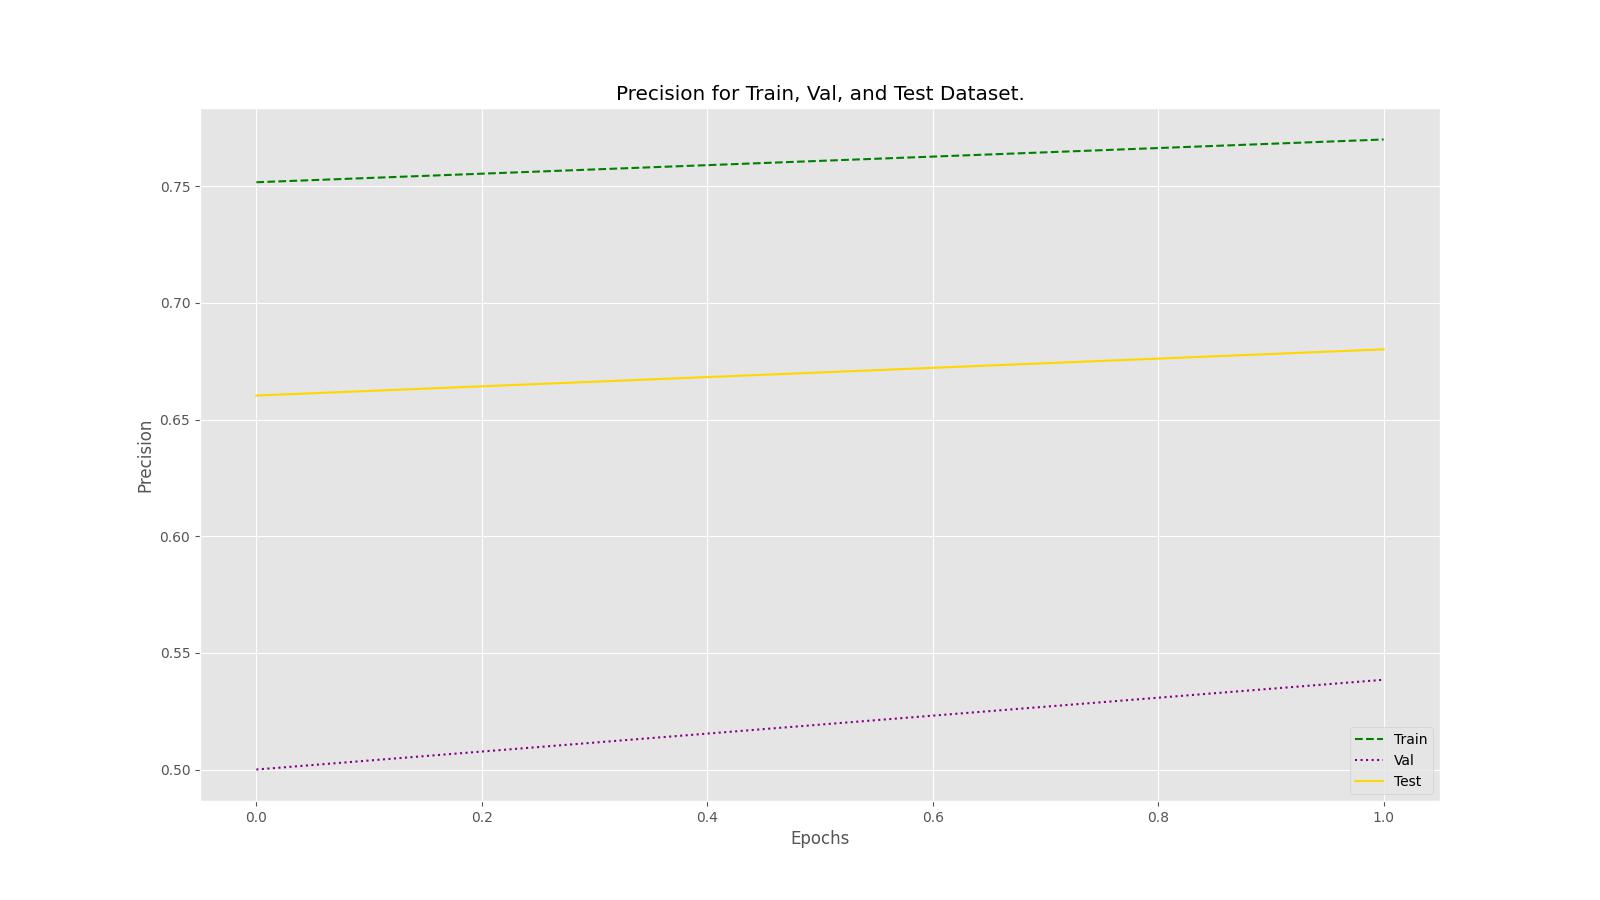 Precision for Train, Val, and Test Dataset.
0.75
0.70
0.65
0.60
0.55
0.50
Precision
Train
Val
Test
0.0 0.2 0.4 0.6 0.8 1.0
Epochs